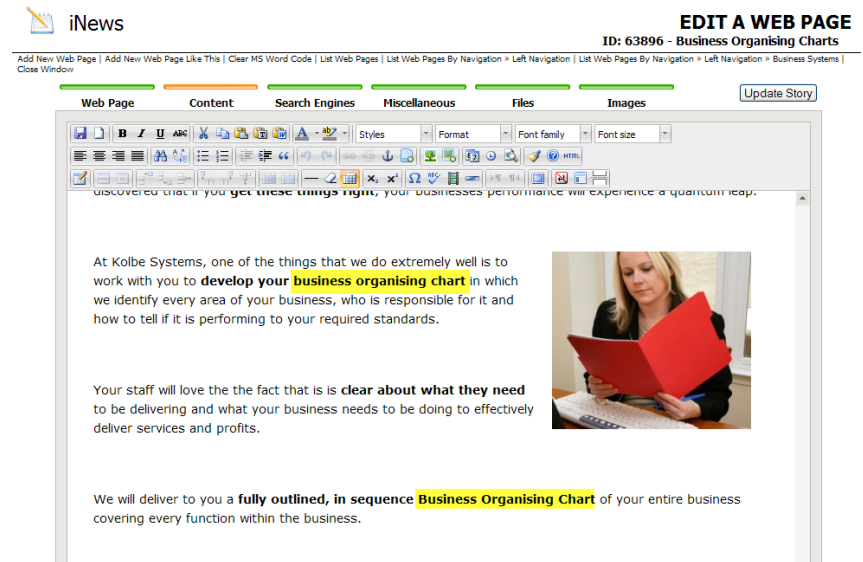 iNews
EDIT A WEB PAGE
ID: 63896 - Business Organising Charts
Add New Web Page | Add New Web Page Like This | Clear MS Word Code | List Web Pages | List Web Pages By Navigation » Left Navigation | List Web Pages By Navigation » Left Navigation » Business Systems |
Close Window
Web Page Content Search Engines Miscellaneous Files Images
Update Story
B I U ABC A ab Styles Format Font family Font size
HTML
x, x² Ω ABC
discovered that if you get these things right, your businesses performance will experience a quantum leap.
At Kolbe Systems, one of the things that we do extremely well is to
work with you to develop your business organising chart in which
we identify every area of your business, who is responsible for it and
how to tell if it is performing to your required standards.
Your staff will love the the fact that is is clear about what they need
to be delivering and what your business needs to be doing to effectively
deliver services and profits.
We will deliver to you a fully outlined, in sequence Business Organising Chart of your entire business
covering every function within the business.